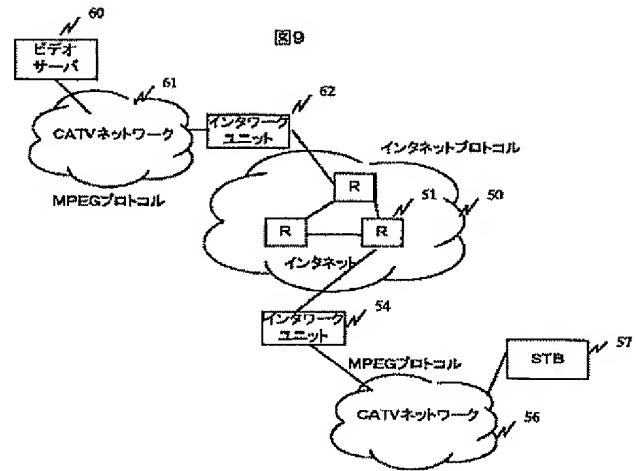 60
ビデオ
サーバ
図9
61
CATVネットワーク
MPEGプロトコル
62
インタワーク
ユニット
インタネットプロトコル
R
R
R
51
50
インタネット
インタワーク
ユニット
54
MPEGプロトコル
STB
57
CATVネットワーク
56